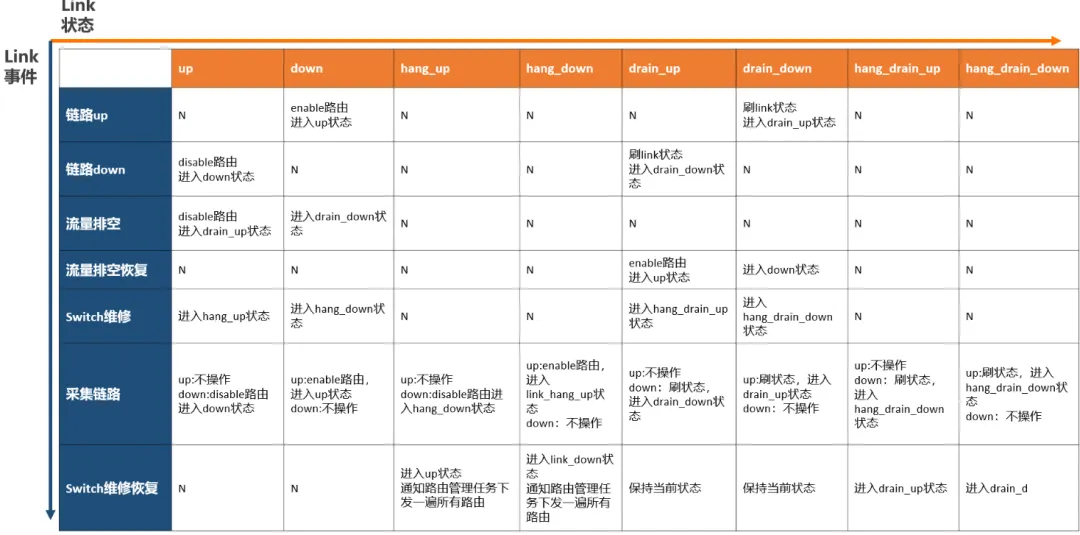 Link
状态
Link
事件
up
down
hang_up
hang_down
drain_up
drain_down
hang_drain_up
hang_drain_down
链路up
N
enable路由
进入up状态
N
N
N
刷link状态
进入drain_up状态
N
N
链路down
disable路由
进入down状态
N
N
N
刷link状态
进入drain_down状
态
N
N
N
流量排空
disable路由
进入drain_up状态
进入drain_down状
态
N
N
N
N
N
N
流量排空恢复
N
N
N
N
enable路由
进入up状态
进入down状态
N
N
Switch维修
进入hang_up状态
进入hang_down状
态
N
N
进入hang_drain_up
状态
进入
hang_drain_down
状态
N
N
采集链路
up:不操作
down:disable路由
进入down状态
up:enable路由，
进入up状态
down:不操作
up:不操作
down:disable路由进
入hang_down状态
up:enable路由，
进入
link_hang_up状
态
down：不操作
up:不操作
down：刷状态，
进入drain_down状
态
up:刷状态，进入
drain_up状态
down：不操作
up:不操作
down：刷状态，
进入
hang_drain_down
状态
up:刷状态，进入
hang_drain_down状
态
down：不操作
Switch维修恢复
N
N
进入up状态
通知路由管理任务下
发一遍所有路由
进入link_down状
态
通知路由管理任
务下发一遍所有
路由
保持当前状态
保持当前状态
进入drain_up状态
进入drain_d